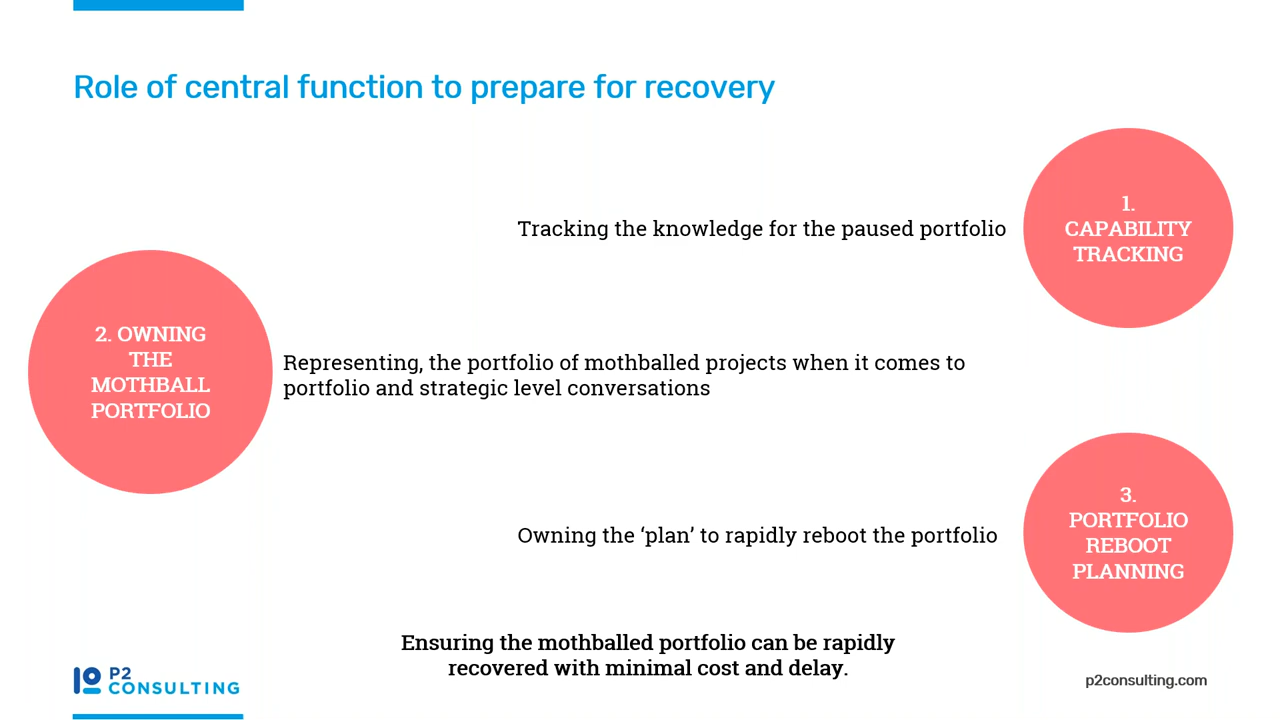 Role of central function to prepare for recovery
Tracking the knowledge for the paused portfolio
1.
CAPABILITY
TRACKING
2. OWNING
THE
MOTHBALL
PORTFOLIO
Representing, the portfolio of mothballed projects when it comes to
portfolio and strategic level conversations
Owning the ‘plan’ to rapidly reboot the portfolio
3.
PORTFOLIO
REBOOT
PLANNING
Ensuring the mothballed portfolio can be rapidly
recovered with minimal cost and delay.
P2
CONSULTING
p2consulting.com